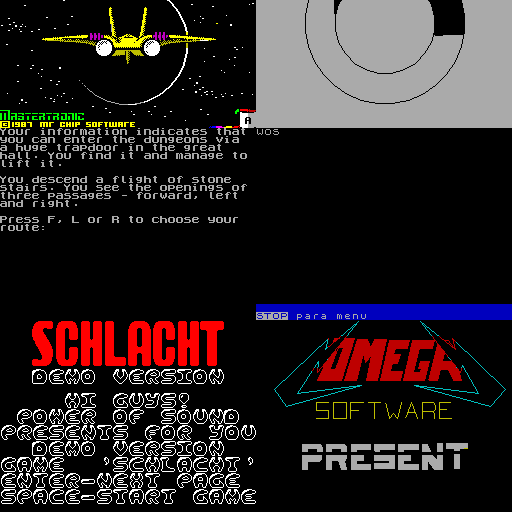 MASTERTRONIC
©1987 MR CHIP SOFTWARE
A
WOS
Your information indicates that
you can enter the dungeons via
a huge trapdoor in the great
hall. You find it and manage to
lift it.
You descend a flight of stone
stairs. You see the openings of
three passages - forward, left
and right.
Press F, L or R to choose your
route:
STOP para menu
OMEGA
SOFTWARE
PRESENT
SCHLACHT
DEMO VERSION
HI GUYS!
POWER OF SOUND
PRESENTS FOR YOU
DEMO VERSION
GAME 'SCHLACHT'
ENTER-NEXT PAGE
SPACE-START GAME